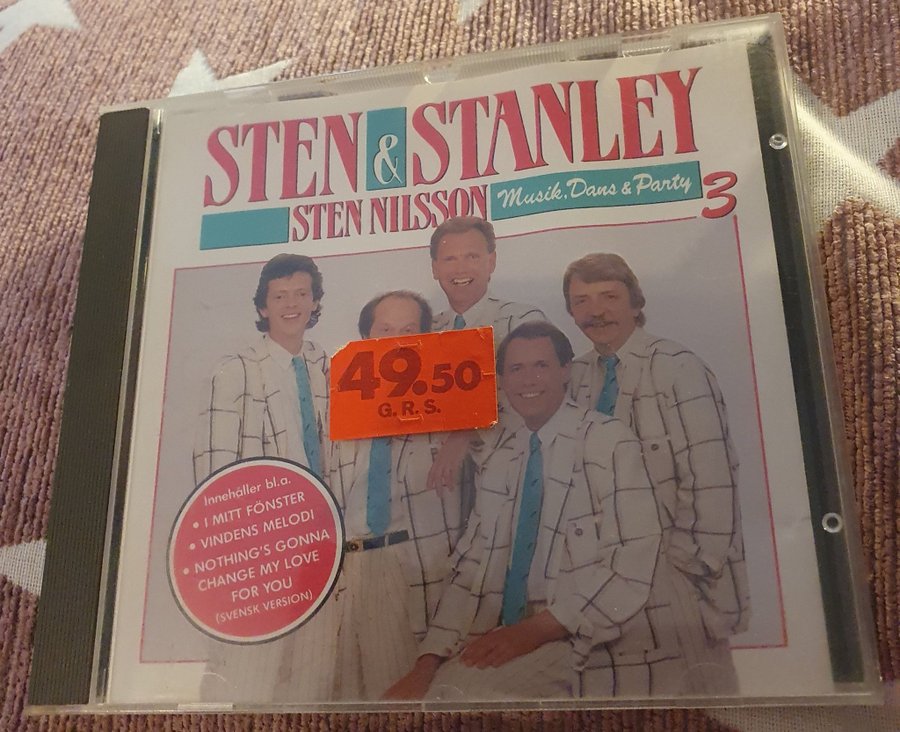 STEN & STANLEY
STEN NILSSON
Musik, Dans & Party 3
49.50
G. R. S.
Innehåller bl.a.
• I MITT FÖNSTER
• VINDENS MELODI
• NOTHING'S GONNA
CHANGE MY LOVE
FOR YOU
(SVENSK VERSION)